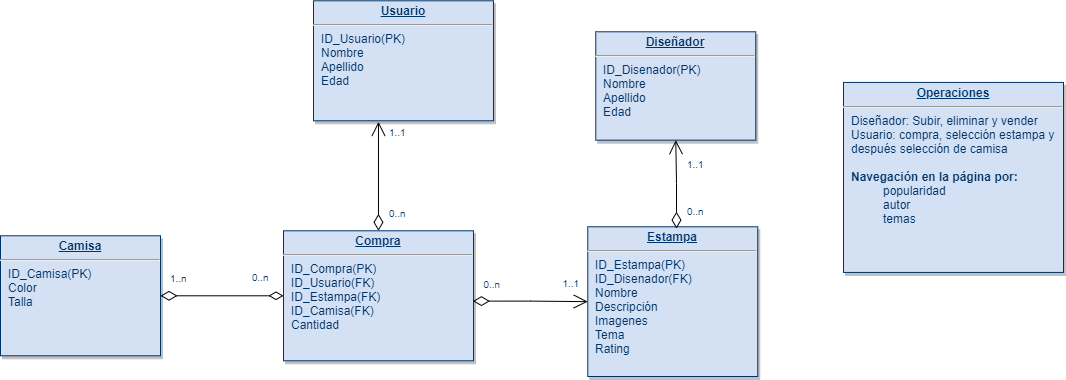 Usuario
ID_Usuario(PK)
Nombre
Apellido
Edad
1..1
0..n
Diseñador
ID_Disenador(PK)
Nombre
Apellido
Edad
1..1
0..n
Operaciones
Diseñador: Subir, eliminar y vender
Usuario: compra, selección estampa y
después selección de camisa
Navegación en la página por:
popularidad
autor
temas
Camisa
ID_Camisa(PK)
Color
Talla
1..n
0..n
Compra
ID_Compra(PK)
ID_Usuario(FK)
ID_Estampa(FK)
ID_Camisa(FK)
Cantidad
0..n
1..1
Estampa
ID_Estampa(PK)
ID_Disenador(FK)
Nombre
Descripción
Imagenes
Tema
Rating